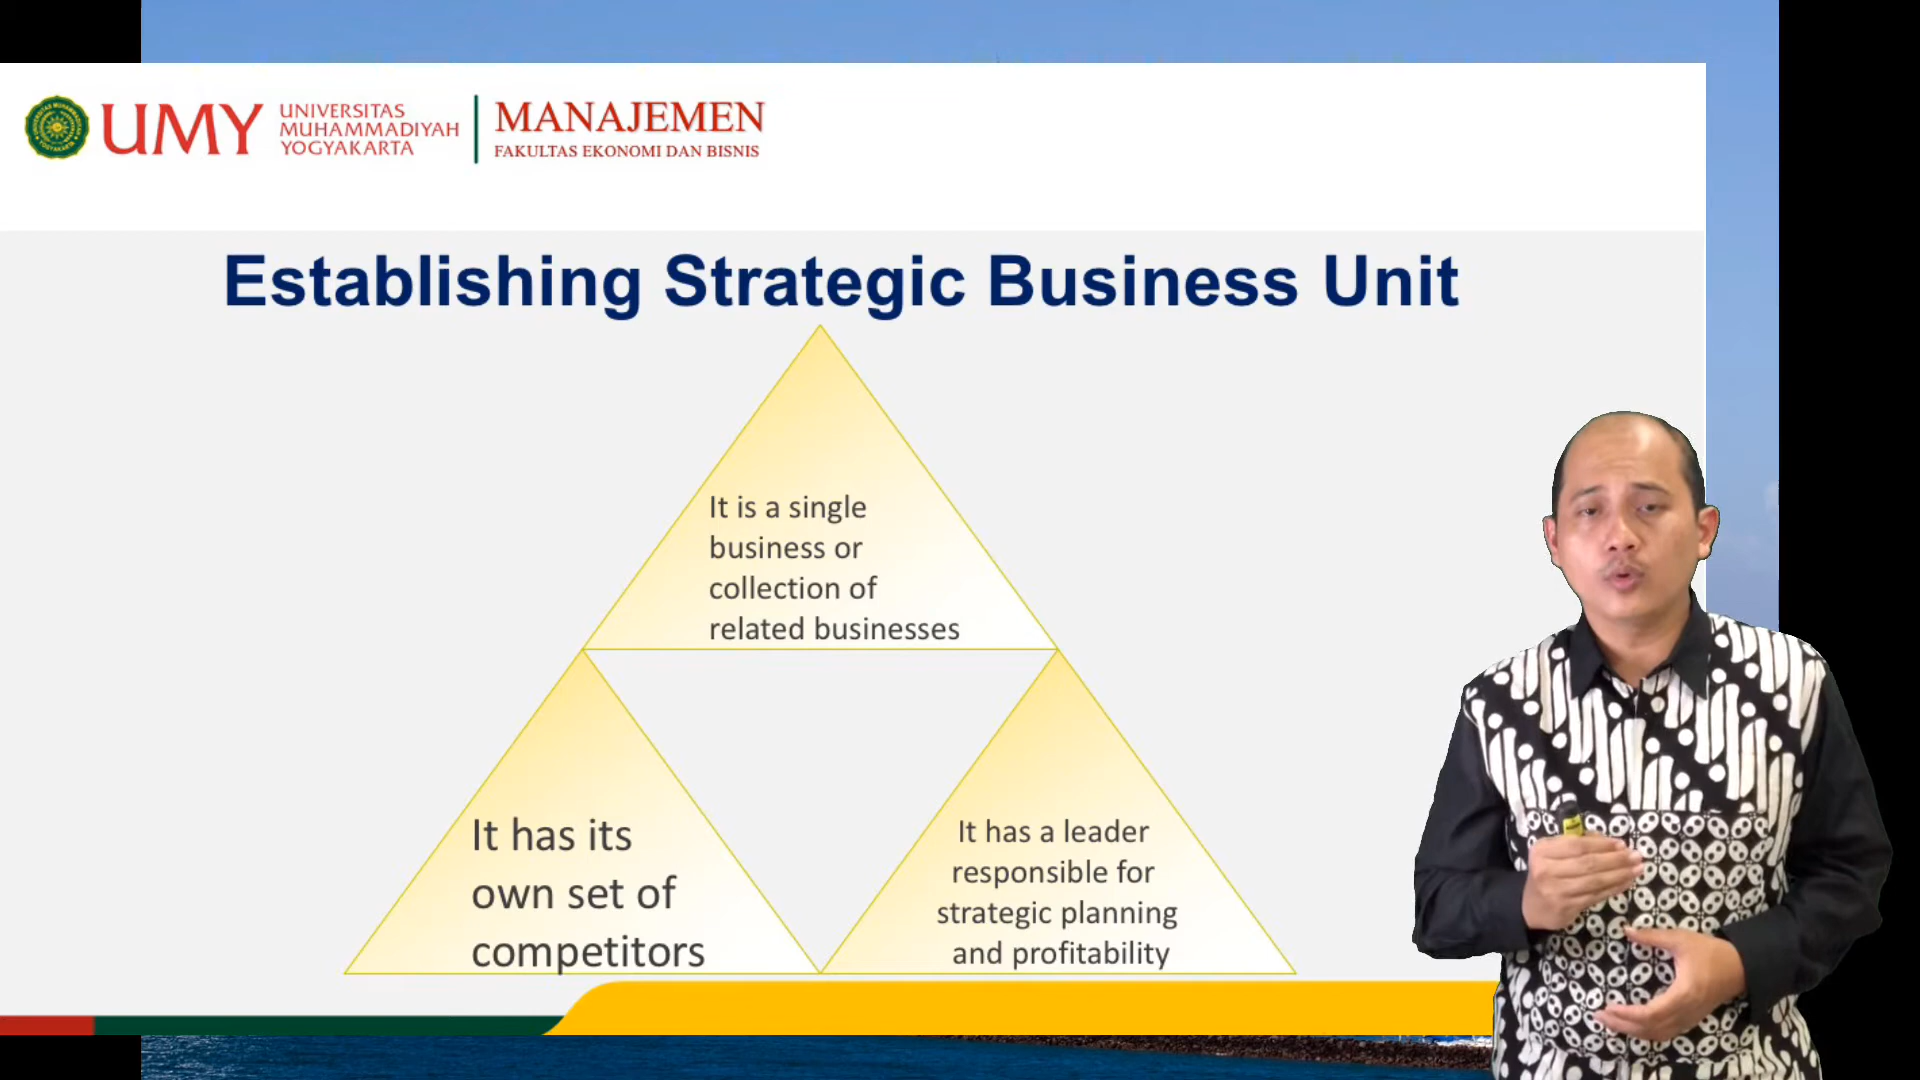 UMY
UNIVERSITAS
MUHAMMADIYAH
YOGYAKARTA
MANAJEMEN
FAKULTAS EKONOMI DAN BISNIS
Establishing Strategic Business Unit
It is a single
business or
collection of
related businesses
It has its
own set of
competitors
It has a leader
responsible for
strategic planning
and profitability